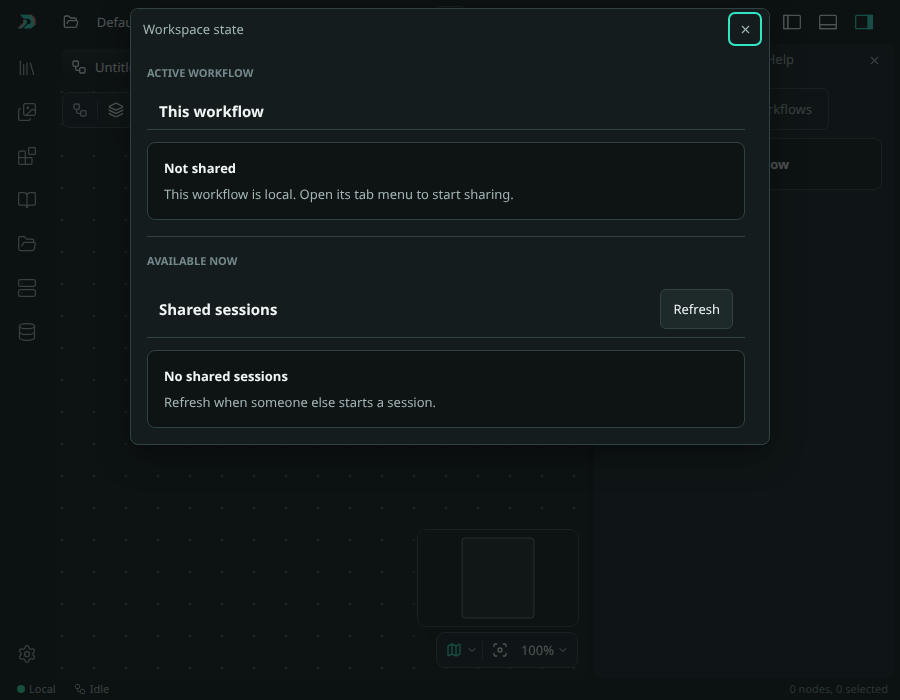 Workspace state
ACTIVE WORKFLOW
This workflow
Not shared
This workflow is local. Open its tab menu to start sharing.
AVAILABLE NOW
Shared sessions
Refresh
No shared sessions
Refresh when someone else starts a session.
Help
100%
Local
Idle
0 nodes, 0 selected